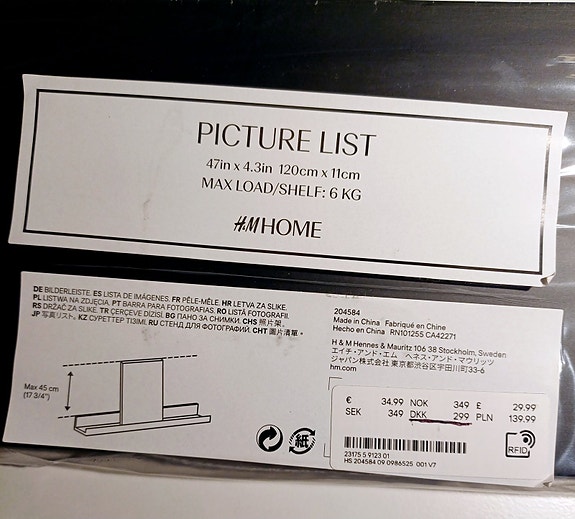 PICTURE LIST
47in x 4.3in 120cm x 11cm
MAX LOAD/SHELF: 6 KG
H&M HOME
DE BILDERLEISTE. ES LISTA DE IMÁGENES. FR PÊLE-MÊLE. HR LETVA ZA SLIKE.
PL LISTWA NA ZDJĘCIA. PT BARRA PARA FOTOGRAFIAS. RO LISTĂ FOTOGRAFII.
RS DRŽAČ ZA SLIKE. TR ÇERÇEVE DİZİSİ. BG ПАНО ЗА СНИМКИ. CHS 照片架。
JP 写真リスト。 KZ СУРЕТТЕР ТІЗІМІ. RU СТЕНД ДЛЯ ФОТОГРАФИЙ. CHT 圖片清單。
Max 45 cm
(17 3/4")
紙
204584
Made in China Fabriqué en Chine
Hecho en China RN101255 CA42271
H & M Hennes & Mauritz 106 38 Stockholm, Sweden
エイチ・アンド・エム ヘネス・アンド・マウリッツ
ジャパン株式会社 東京都渋谷区宇田川町33-6
hm.com
€ 34.99 NOK 349 £ 29.99
SEK 349 DKK 299 PLN 139.99
RFID
23175 5 9123 01
HS 204584 09 0986525 001 V7